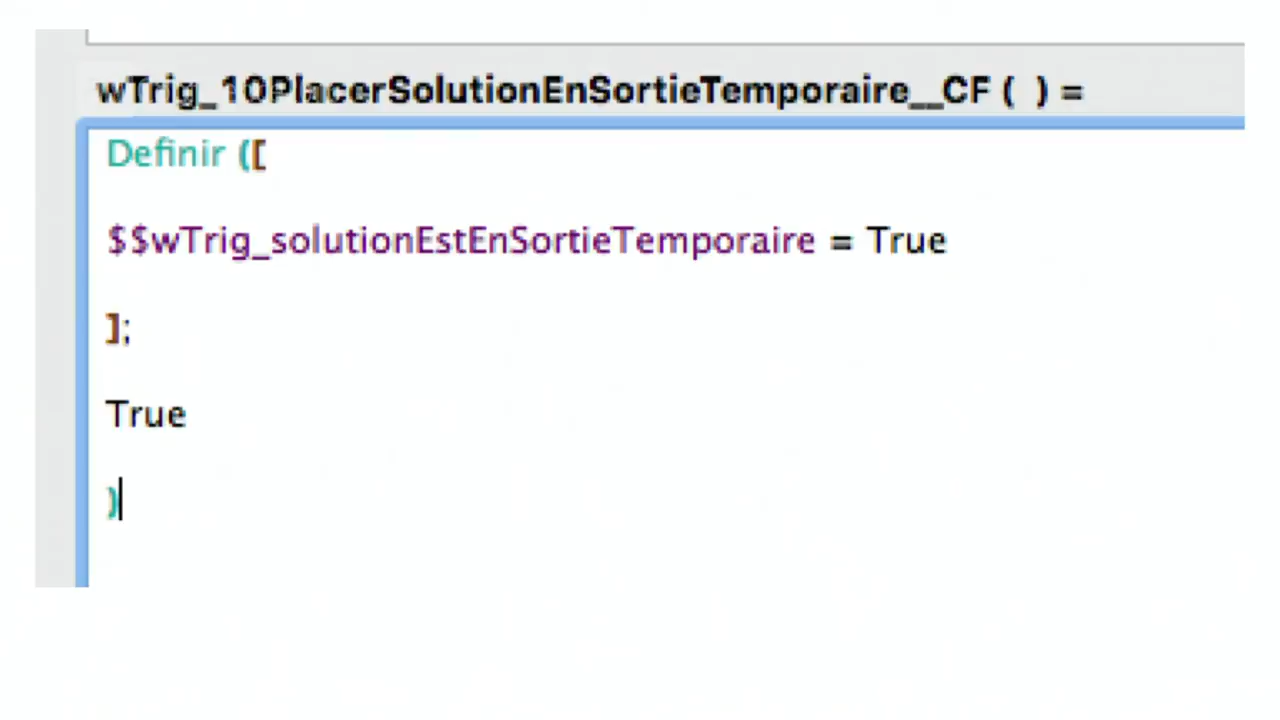 wTrig_10PlacerSolutionEnSortieTemporaire__CF ( ) =
Definir ([
$$wTrig_solutionEstEnSortieTemporaire = True
];
True
)